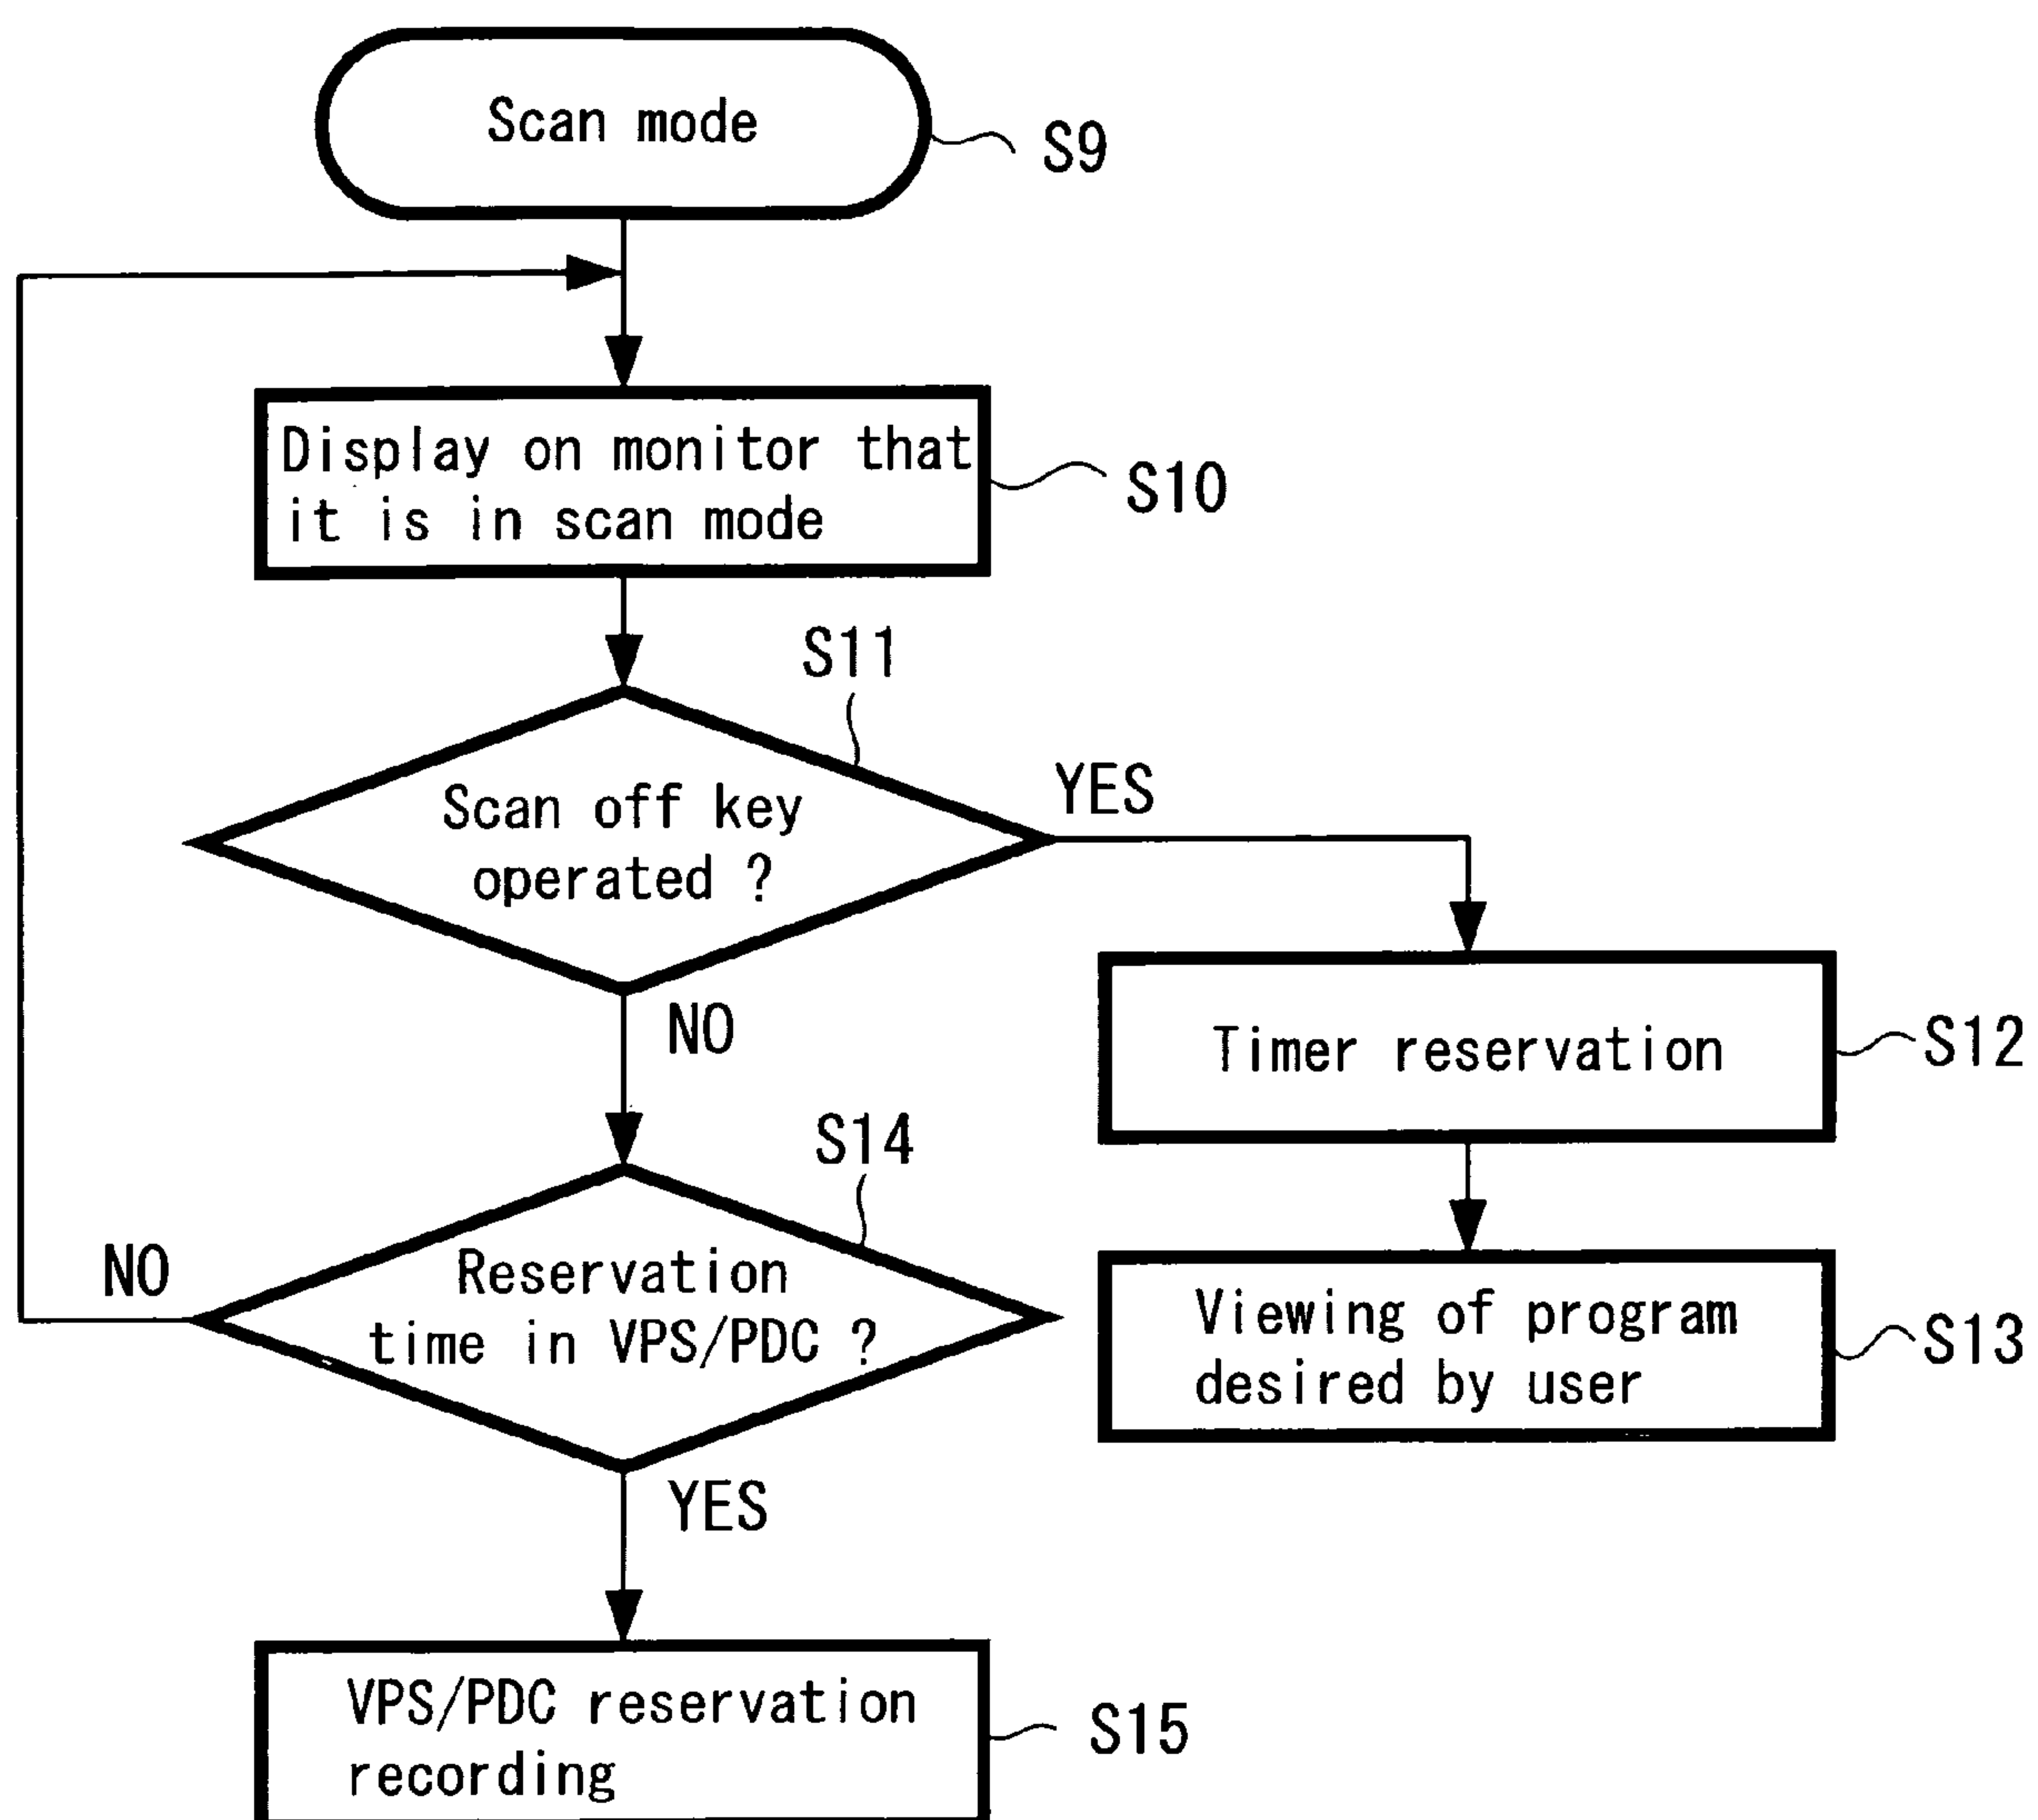 Scan mode
S9
Display on monitor that
it is in scan mode
S10
S11
Scan off key
operated ?
YES
NO
Timer reservation
S12
S14
Reservation
time in VPS/PDC ?
NO
YES
Viewing of program
desired by user
S13
VPS/PDC reservation
recording
S15